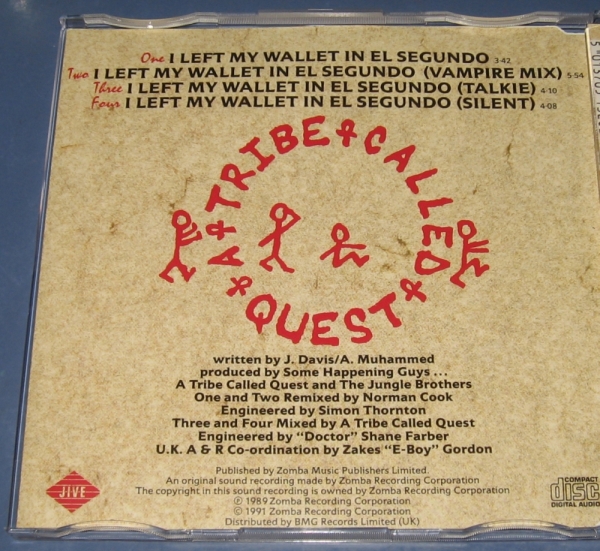 One I LEFT MY WALLET IN EL SEGUNDO 3·42
Two I LEFT MY WALLET IN EL SEGUNDO (VAMPIRE MIX) 5·54
Three I LEFT MY WALLET IN EL SEGUNDO (TALKIE) 4·10
Four I LEFT MY WALLET IN EL SEGUNDO (SILENT) 4·08
A TRIBE CALLED QUEST
written by J. Davis/A. Muhammed
produced by Some Happening Guys ...
A Tribe Called Quest and The Jungle Brothers
One and Two Remixed by Norman Cook
Engineered by Simon Thornton
Three and Four Mixed by A Tribe Called Quest
Engineered by “Doctor” Shane Farber
U.K. A & R Co-ordination by Zakes “E-Boy” Gordon
Published by Zomba Music Publishers Limited.
An original sound recording made by Zomba Recording Corporation
The copyright in this sound recording is owned by Zomba Recording Corporation
℗ 1989 Zomba Recording Corporation
© 1991 Zomba Recording Corporation
Distributed by BMG Records Limited (UK)
JIVE
COMPACT
disc
DIGITAL AUDIO